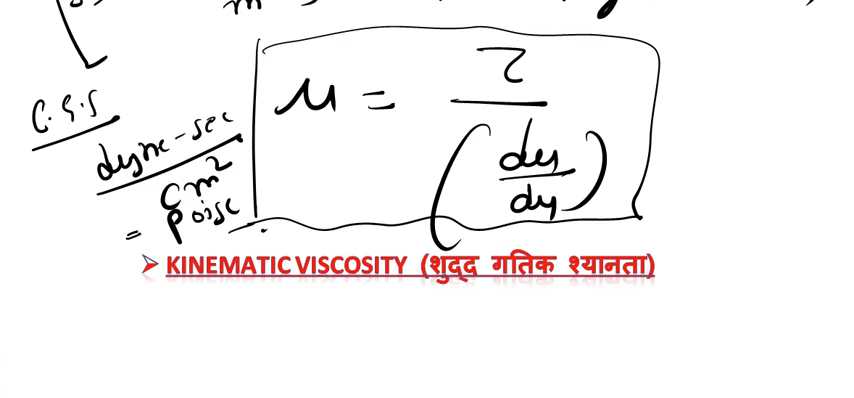 m
μ = τ / (du/dy)
C.G.S
dyne-sec
cm²
= Poise
➢ KINEMATIC VISCOSITY (शुद्द गतिक श्यानता)